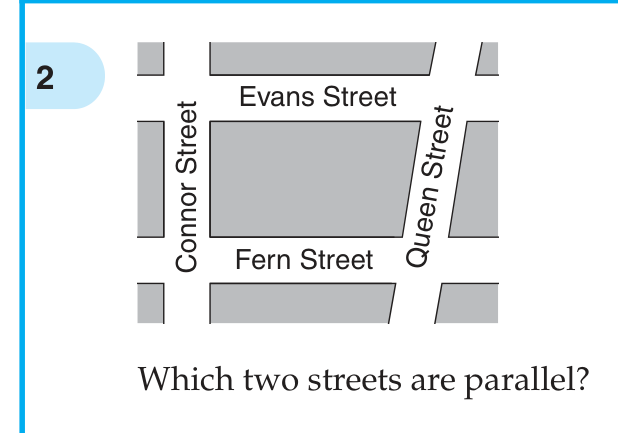 2
Evans Street
Connor Street
Queen Street
Fern Street
Which two streets are parallel?